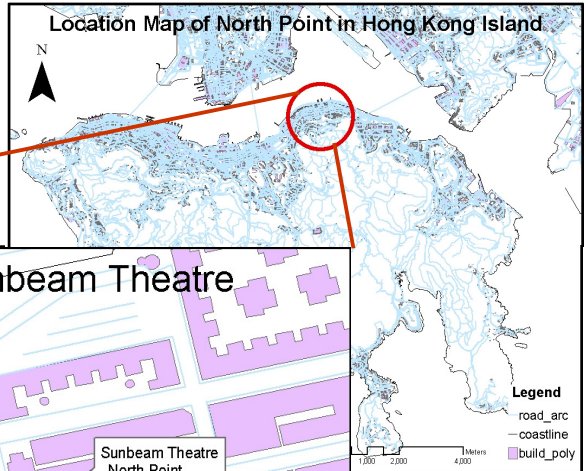 Location Map of North Point in Hong Kong Island
N
nbeam Theatre
Legend
road_arc
coastline
build_poly
Meters
1,000 2,000 4,000
Sunbeam Theatre
North Point